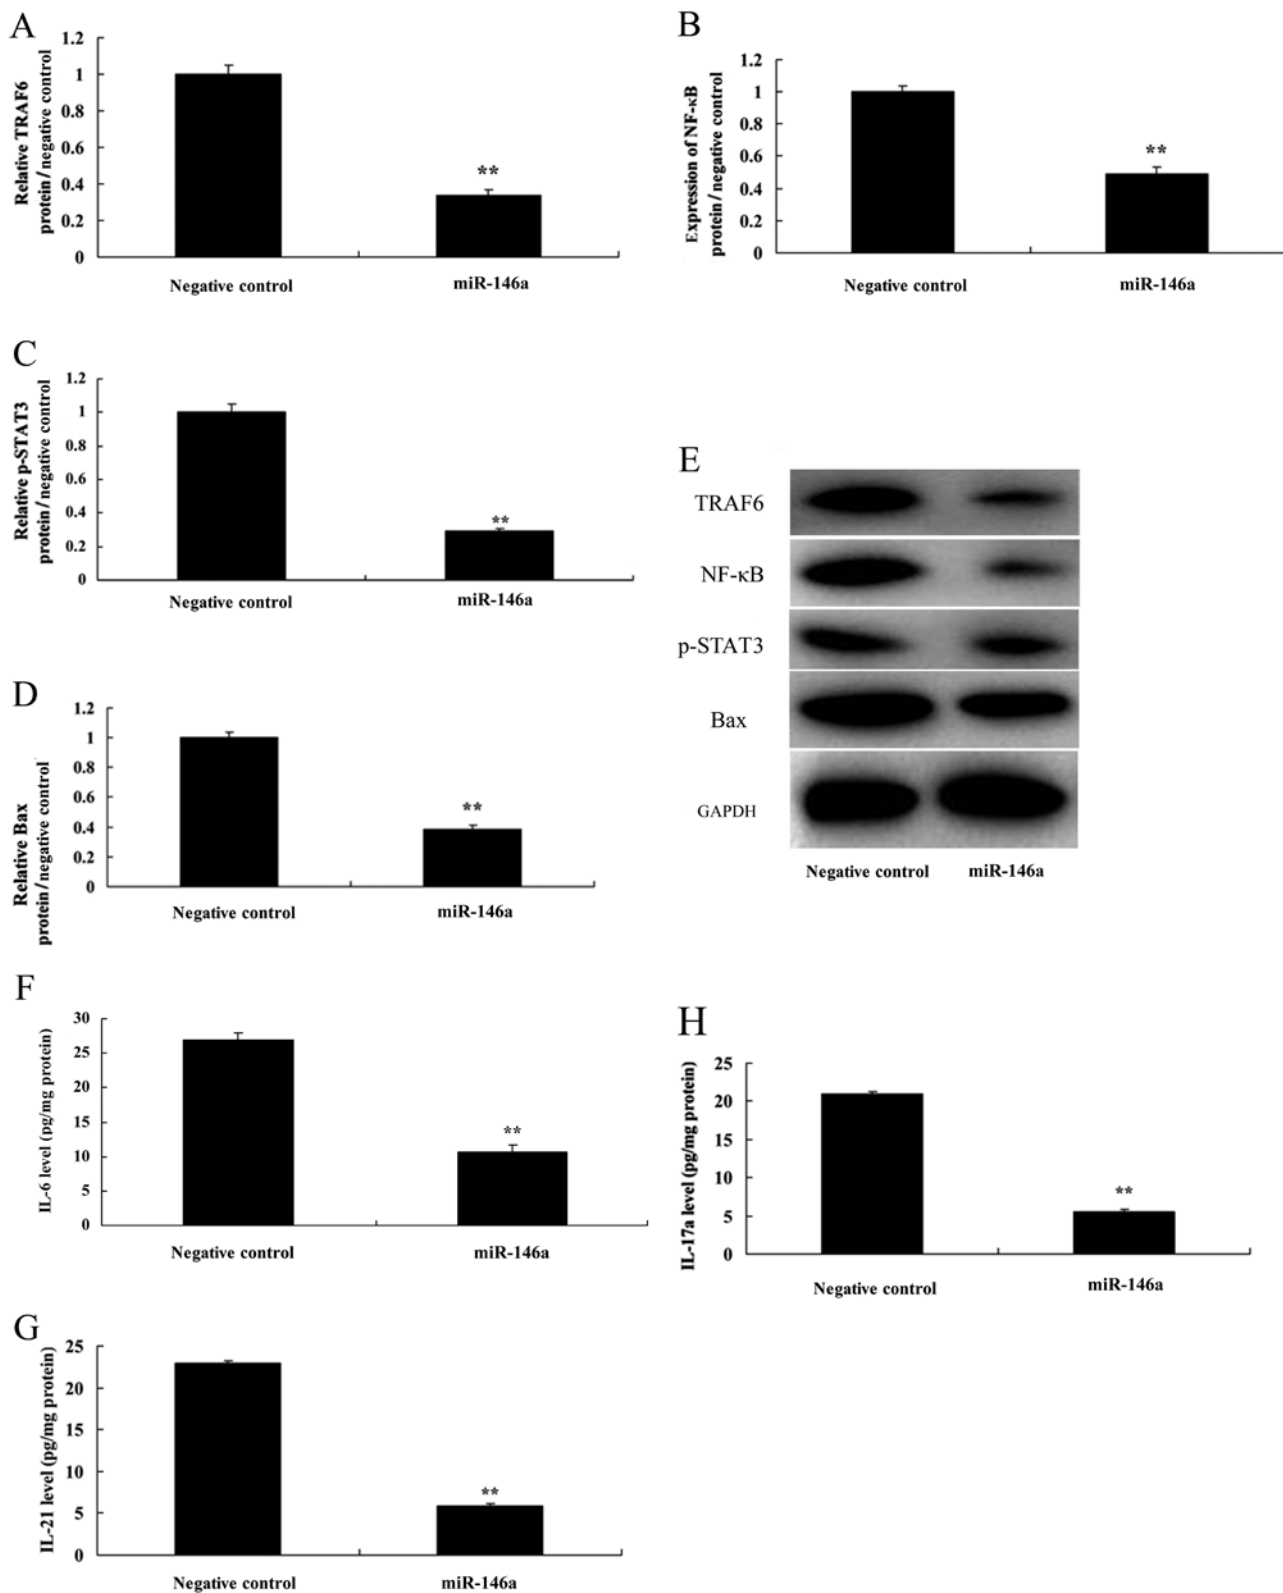 A
Relative TRAF6
protein/negative control
1.2
1
0.8
0.6
0.4
0.2
0
**
Negative control
miR-146a
B
Expression of NF-κB
protein/negative control
1.2
1
0.8
0.6
0.4
0.2
0
**
Negative control
miR-146a
C
Relative p-STAT3
protein/negative control
1.2
1
0.8
0.6
0.4
0.2
0
**
Negative control
miR-146a
D
Relative Bax
protein/negative control
1.2
1
0.8
0.6
0.4
0.2
0
**
Negative control
miR-146a
E
TRAF6
NF-κB
p-STAT3
Bax
GAPDH
Negative control
miR-146a
F
IL-6 level (pg/mg protein)
30
25
20
15
10
5
0
**
Negative control
miR-146a
H
IL-17a level (pg/mg protein)
25
20
15
10
5
0
**
Negative control
miR-146a
G
IL-21 level (pg/mg protein)
25
20
15
10
5
0
**
Negative control
miR-146a